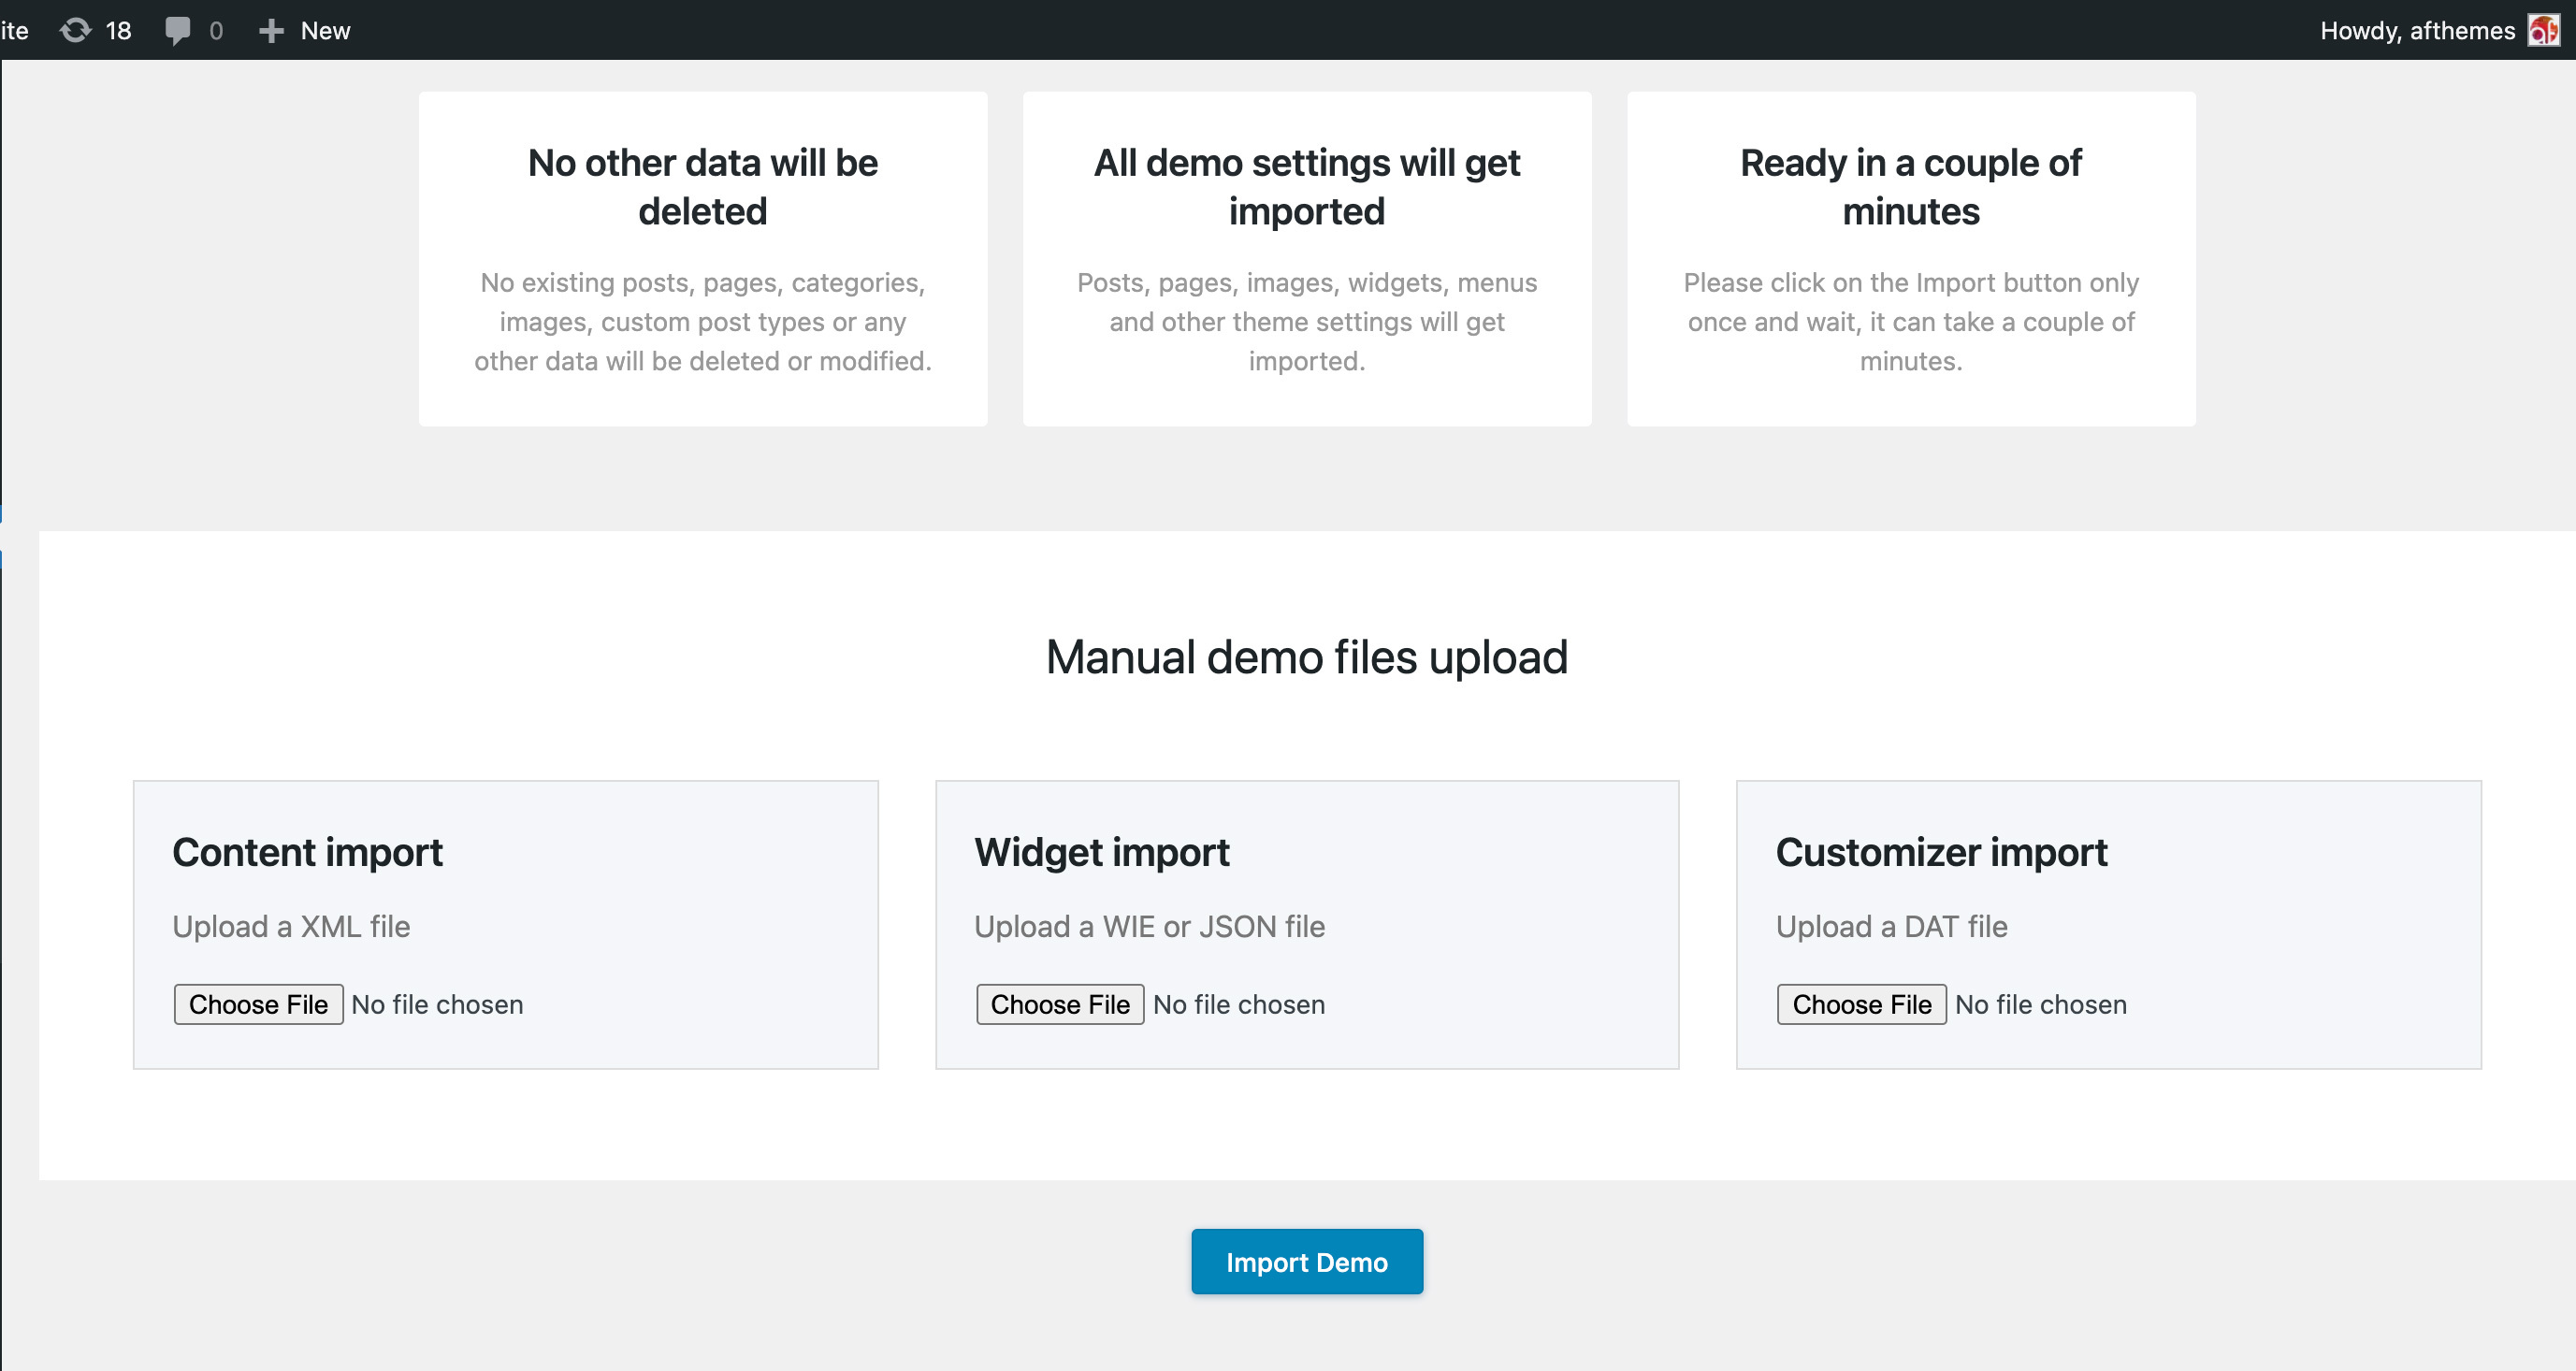 ite 18 0 New Howdy, afthemes
No other data will be
deleted
No existing posts, pages, categories,
images, custom post types or any
other data will be deleted or modified.
All demo settings will get
imported
Posts, pages, images, widgets, menus
and other theme settings will get
imported.
Ready in a couple of
minutes
Please click on the Import button only
once and wait, it can take a couple of
minutes.
Manual demo files upload
Content import
Upload a XML file
Choose File No file chosen
Widget import
Upload a WIE or JSON file
Choose File No file chosen
Customizer import
Upload a DAT file
Choose File No file chosen
Import Demo